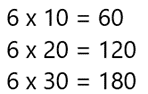 6 x 10 = 60
6 x 20 = 120
6 x 30 = 180